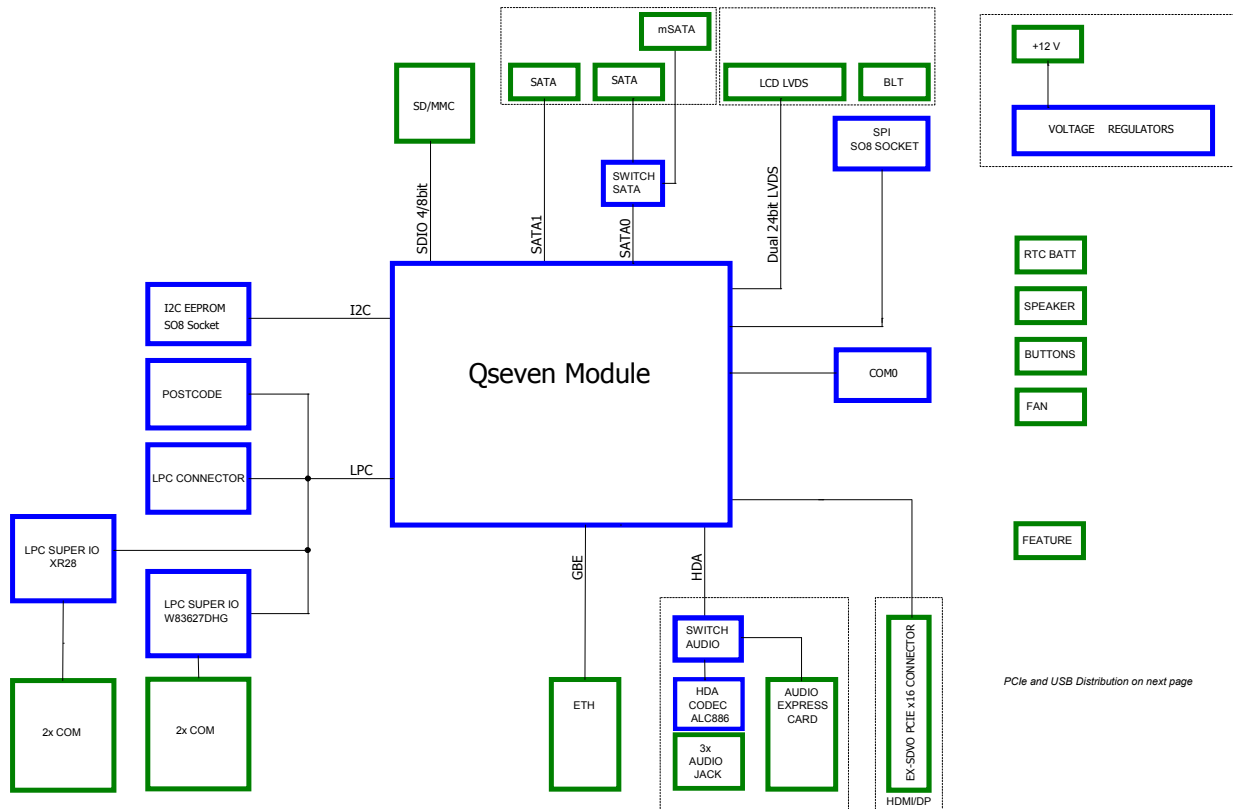 mSATA
+12 V
SATA
SATA
LCD LVDS
BLT
SD/MMC
VOLTAGE REGULATORS
SPI
SO8 SOCKET
SWITCH
SATA
SDIO 4/8bit
SATA1
SATA0
Dual 24bit LVDS
RTC BATT
I2C EEPROM
SO8 Socket
I2C
SPEAKER
BUTTONS
Qseven Module
COM0
POSTCODE
FAN
LPC CONNECTOR
LPC
LPC SUPER IO
XR28
FEATURE
GBE
HDA
LPC SUPER IO
W83627DHG
SWITCH
AUDIO
EX-SDVO PCIE x16 CONNECTOR
PCIe and USB Distribution on next page
2x COM
2x COM
ETH
HDA
CODEC
ALC886
AUDIO
EXPRESS
CARD
3x
AUDIO
JACK
HDMI/DP